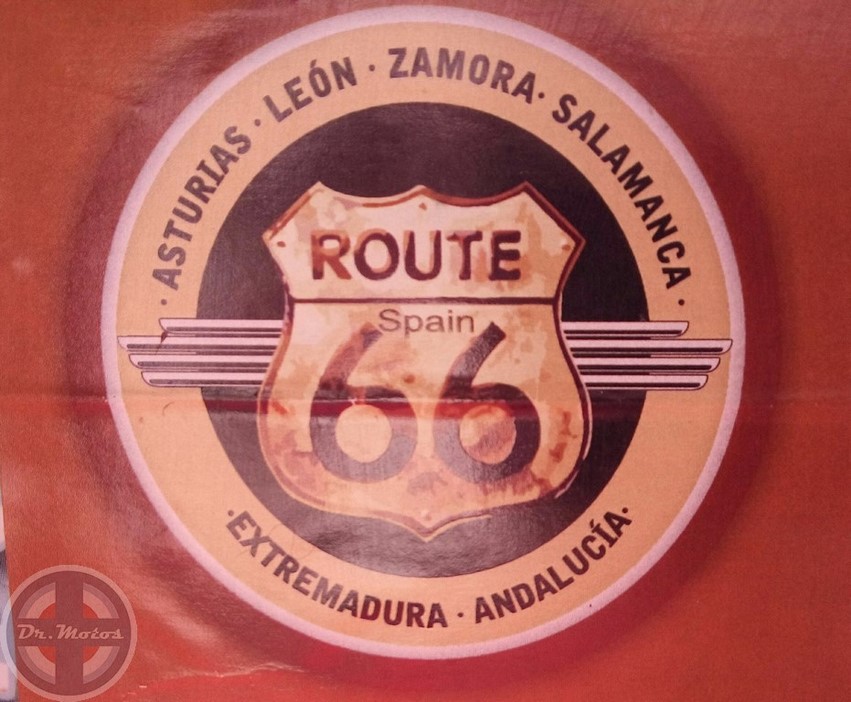 · ASTURIAS · LEÓN · ZAMORA · SALAMANCA ·
ROUTE
Spain
66
· EXTREMADURA · ANDALUCÍA ·
Dr. Motos